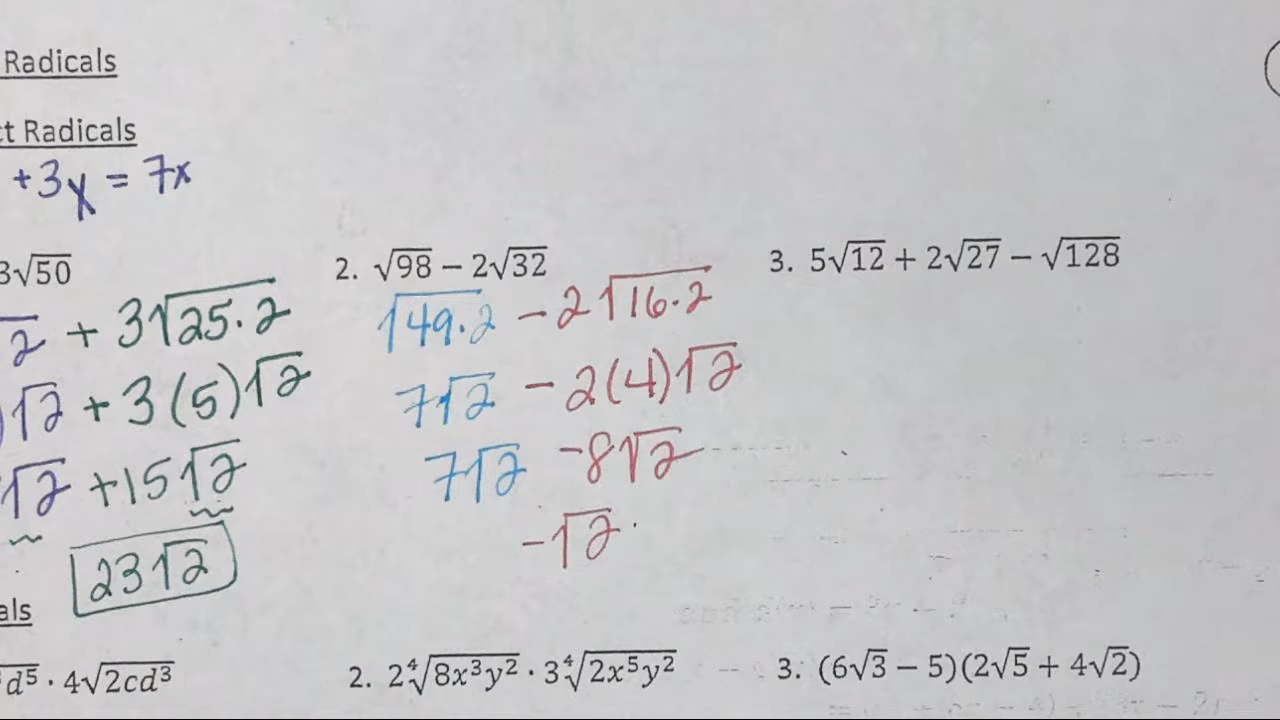 Radicals
ct Radicals
+3x = 7x
3√50
√2 + 3√25·2
)√2 + 3(5)√2
√2 +15√2
23√2
2. √98 − 2√32
√49·2 − 2√16·2
7√2 − 2(4)√2
7√2 −8√2
−√2
3. 5√12 + 2√27 − √128
als
d⁵ · 4√2cd³
2. 2∜8x³y² · 3∜2x⁵y²
3. (6√3 − 5)(2√5 + 4√2)